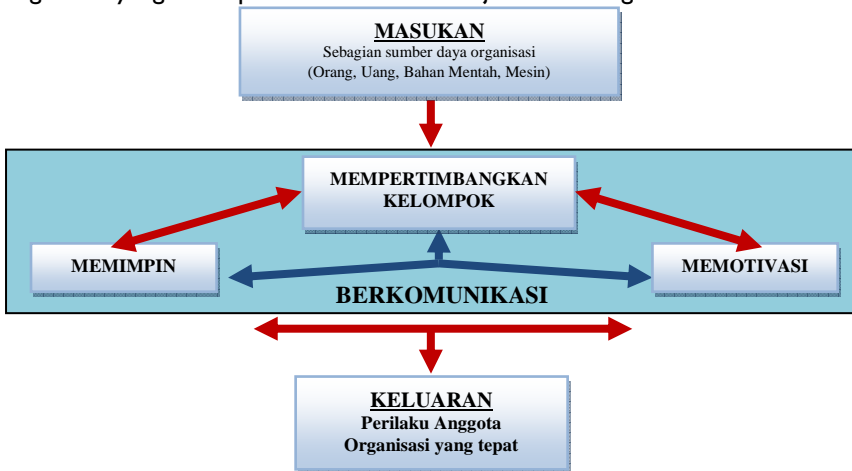 MASUKAN
Sebagian sumber daya organisasi
(Orang, Uang, Bahan Mentah, Mesin)
MEMPERTIMBANGKAN
KELOMPOK
MEMIMPIN
MEMOTIVASI
BERKOMUNIKASI
KELUARAN
Perilaku Anggota
Organisasi yang tepat